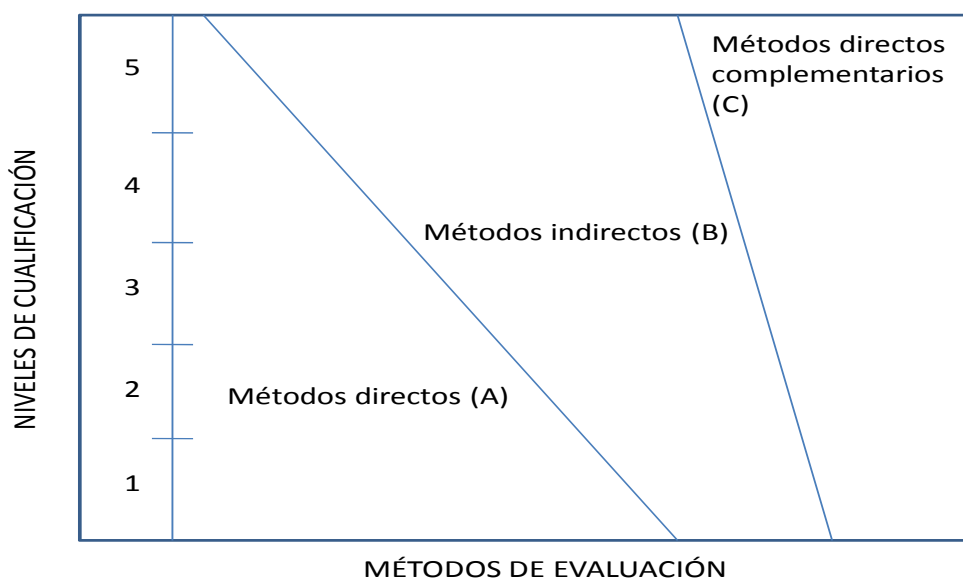 Métodos directos
complementarios
(C)
5
4
Métodos indirectos (B)
3
Métodos directos (A)
2
1
NIVELES DE CUALIFICACIÓN
MÉTODOS DE EVALUACIÓN